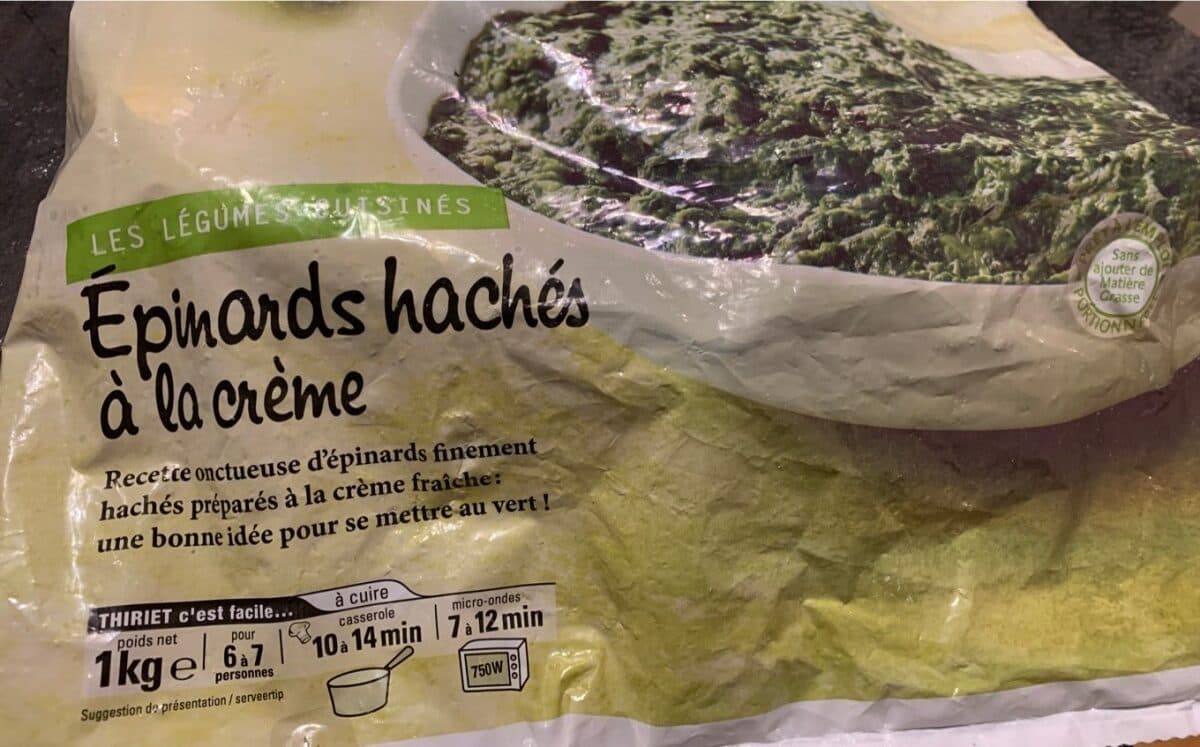 LES LÉGUMES CUISINÉS
Épinards hachés
à la crème
Recette onctueuse d'épinards finement
hachés préparés à la crème fraîche :
une bonne idée pour se mettre au vert !
Sans
ajouter de
Matière
Grasse
PORTIONN
THIRIET c'est facile...
à cuire
poids net
1kg e
pour
6 à 7
personnes
casserole
10 à 14 min
micro-ondes
7 à 12 min
750W
Suggestion de présentation / serveertip